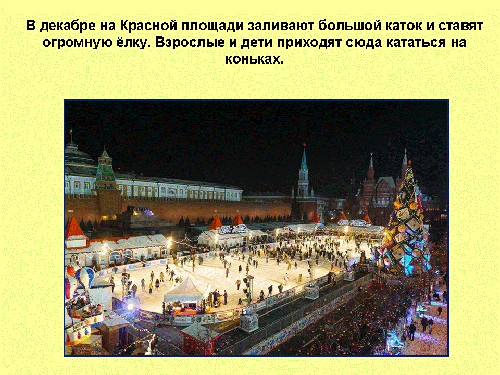 В декабре на Красной площади заливают большой каток и ставят
огромную ёлку. Взрослые и дети приходят сюда кататься на
коньках.